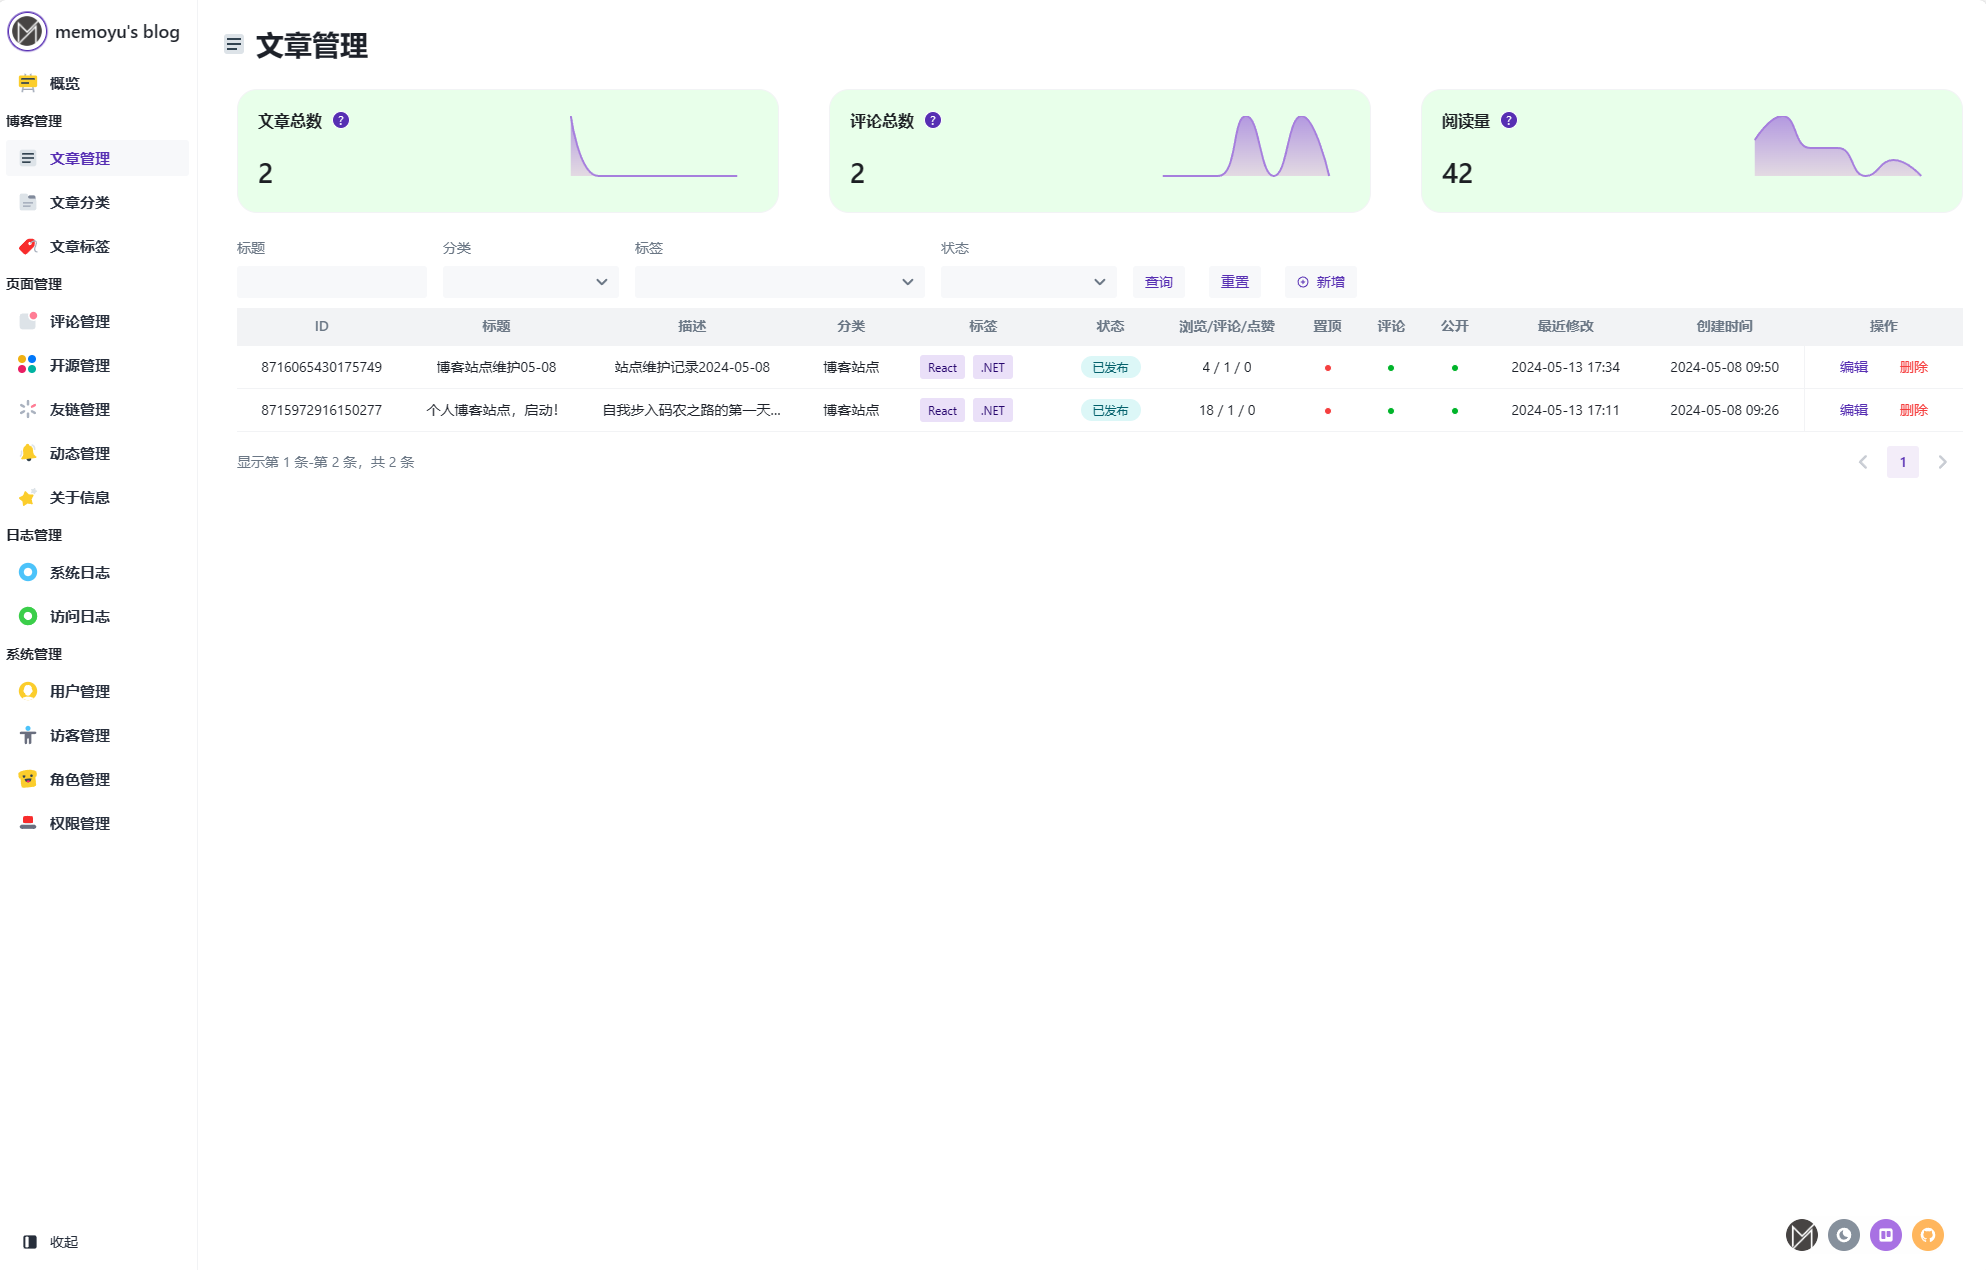 memoyu's blog
概览
博客管理
文章管理
文章分类
文章标签
页面管理
评论管理
开源管理
友链管理
动态管理
关于信息
日志管理
系统日志
访问日志
系统管理
用户管理
访客管理
角色管理
权限管理
收起
文章管理
文章总数 ?
2
评论总数 ?
2
阅读量 ?
42
标题 分类 标签 状态
查询 重置 新增
ID 标题 描述 分类 标签 状态 浏览/评论/点赞 置顶 评论 公开 最近修改 创建时间 操作
8716065430175749 博客站点维护05-08 站点维护记录2024-05-08 博客站点 React .NET 已发布 4 / 1 / 0 2024-05-13 17:34 2024-05-08 09:50 编辑 删除
8715972916150277 个人博客站点，启动！ 自我步入码农之路的第一天... 博客站点 React .NET 已发布 18 / 1 / 0 2024-05-13 17:11 2024-05-08 09:26 编辑 删除
显示第 1 条-第 2 条，共 2 条
1